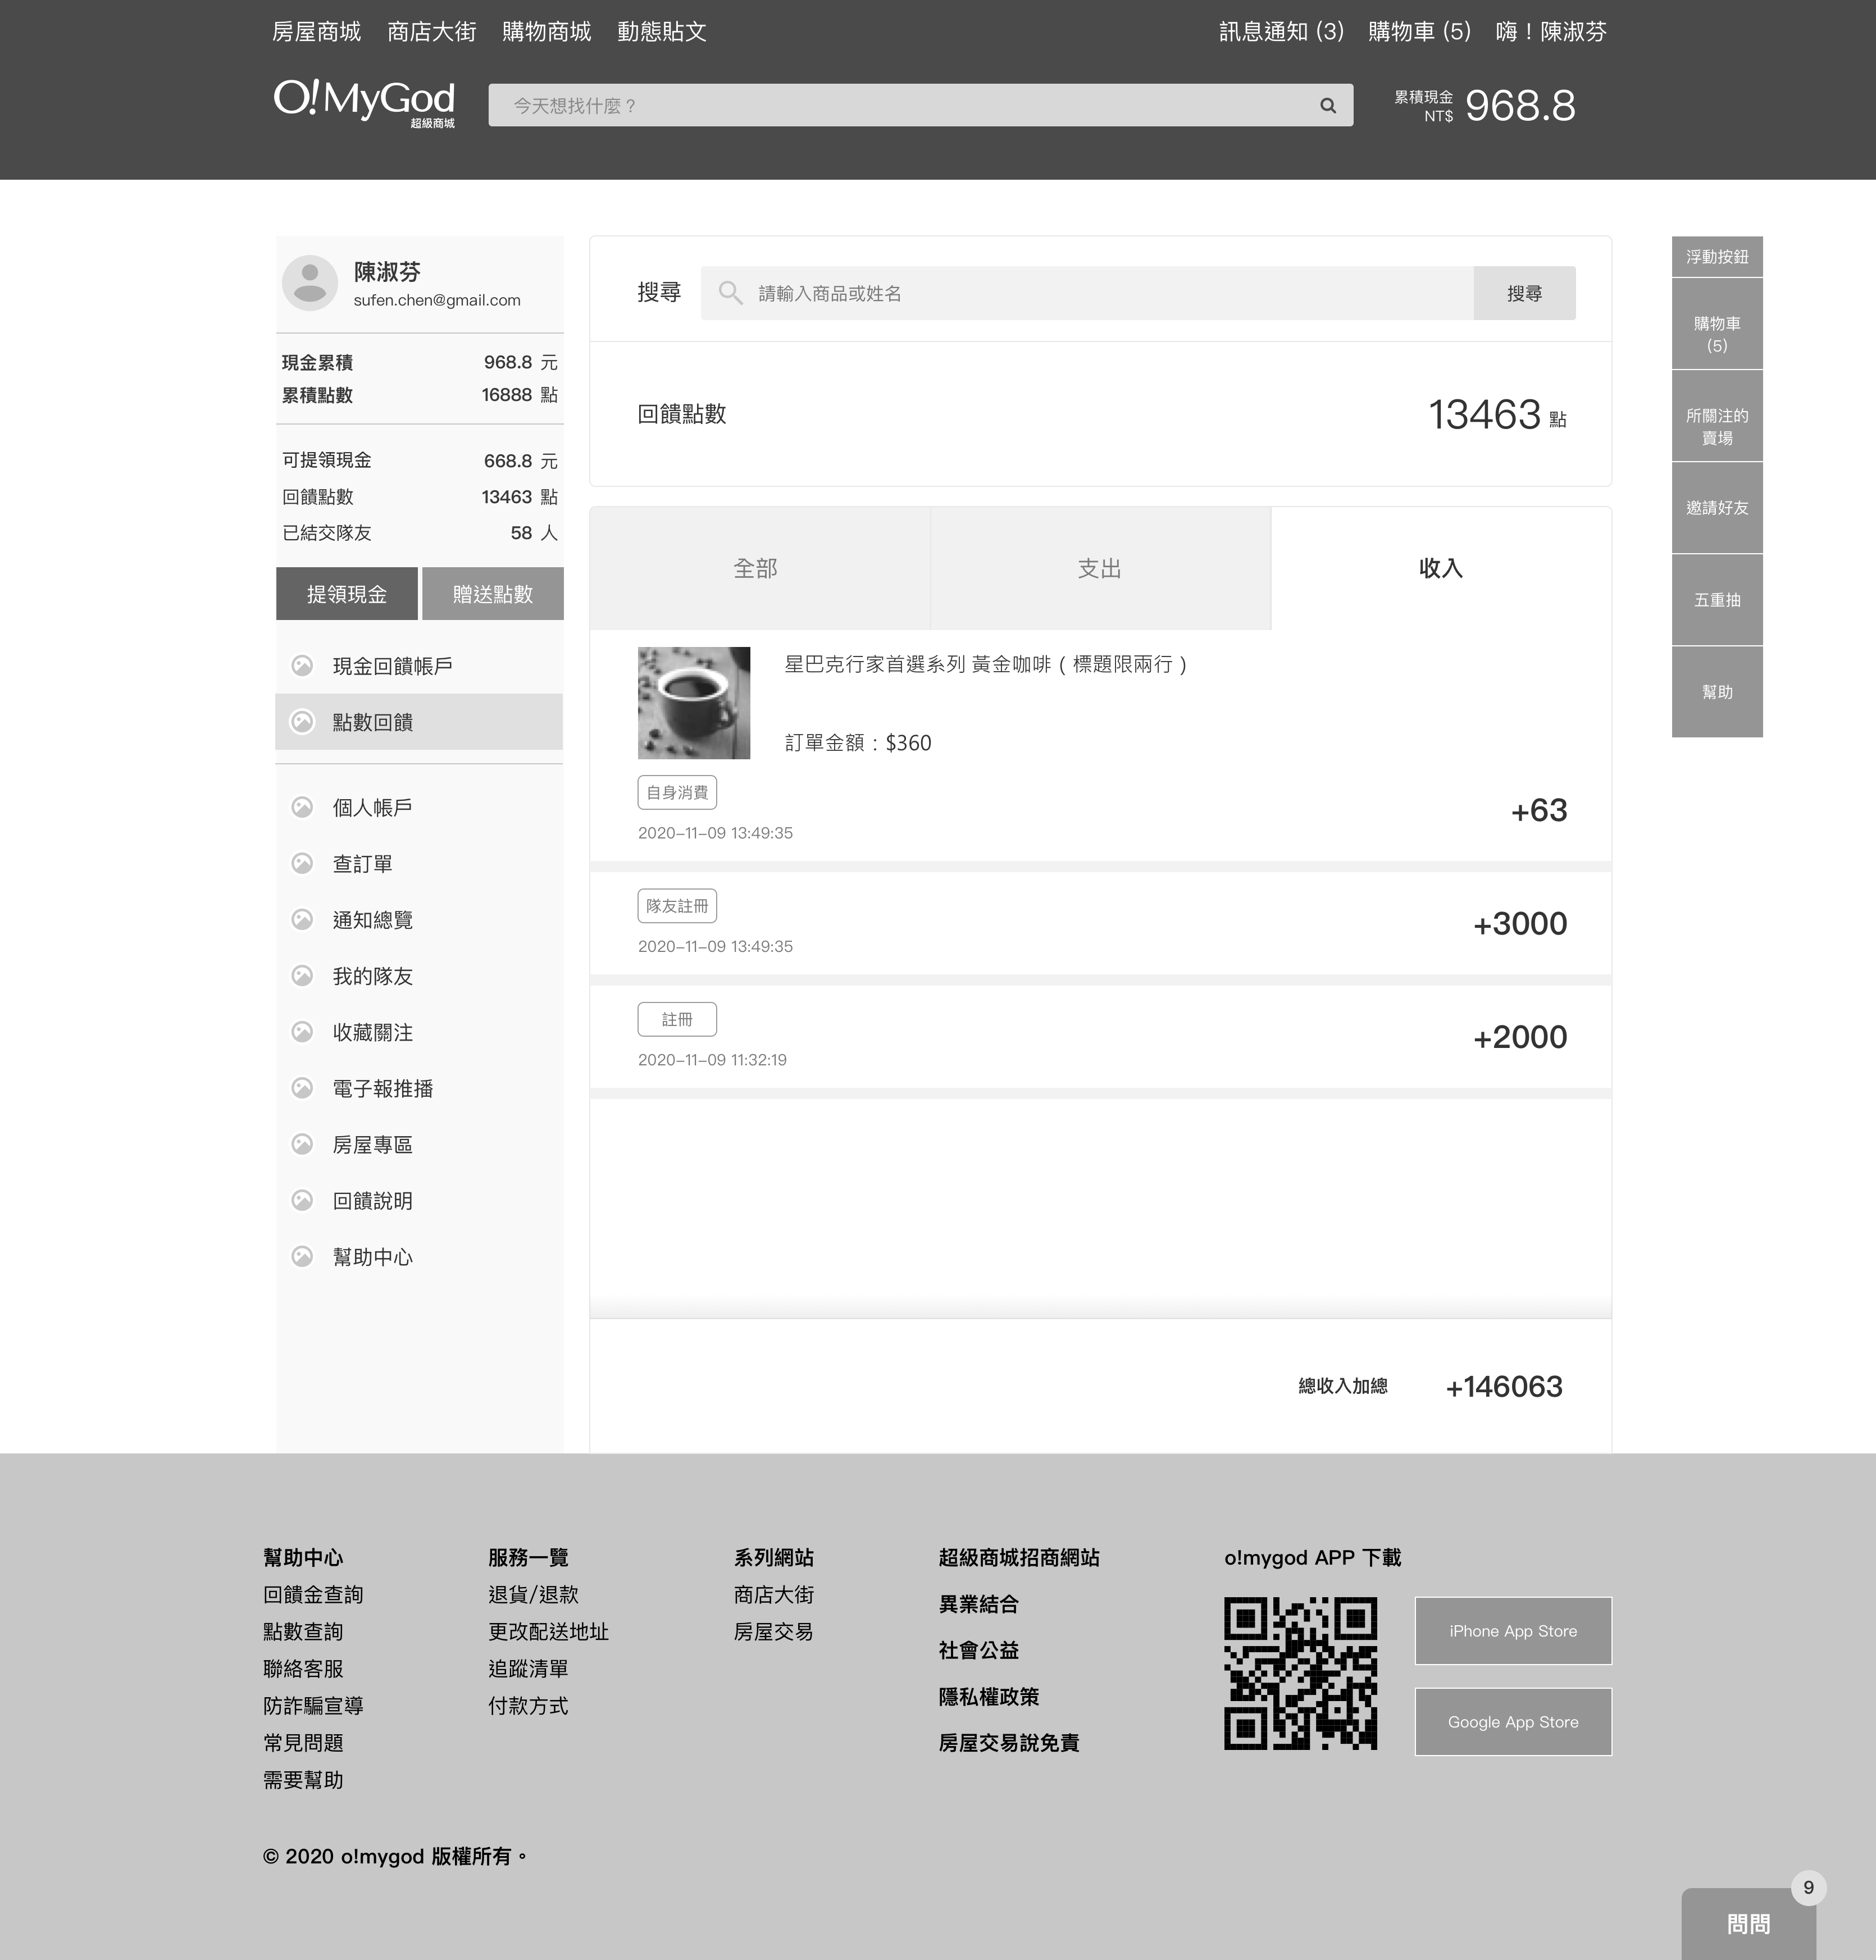 房屋商城 商店大街 購物商城 動態貼文 訊息通知 (3) 購物車 (5) 嗨！陳淑芬
O!MyGod
超級商城
今天想找什麼？
累積現金
NT$
968.8
陳淑芬
sufen.chen@gmail.com
現金累積 968.8 元
累積點數 16888 點
可提領現金 668.8 元
回饋點數 13463 點
已結交隊友 58 人
提領現金 贈送點數
現金回饋帳戶
點數回饋
個人帳戶
查訂單
通知總覽
我的隊友
收藏關注
電子報推播
房屋專區
回饋說明
幫助中心
搜尋 請輸入商品或姓名 搜尋
回饋點數 13463 點
全部 支出 收入
星巴克行家首選系列 黃金咖啡（標題限兩行）
訂單金額：$360
自身消費
2020-11-09 13:49:35
+63
隊友註冊
2020-11-09 13:49:35
+3000
註冊
2020-11-09 11:32:19
+2000
總收入加總 +146063
浮動按鈕
購物車
(5)
所關注的
賣場
邀請好友
五重抽
幫助
幫助中心
回饋金查詢
點數查詢
聯絡客服
防詐騙宣導
常見問題
需要幫助
服務一覽
退貨/退款
更改配送地址
追蹤清單
付款方式
系列網站
商店大街
房屋交易
超級商城招商網站
異業結合
社會公益
隱私權政策
房屋交易說免責
o!mygod APP 下載
iPhone App Store
Google App Store
© 2020 o!mygod 版權所有。
9
問問